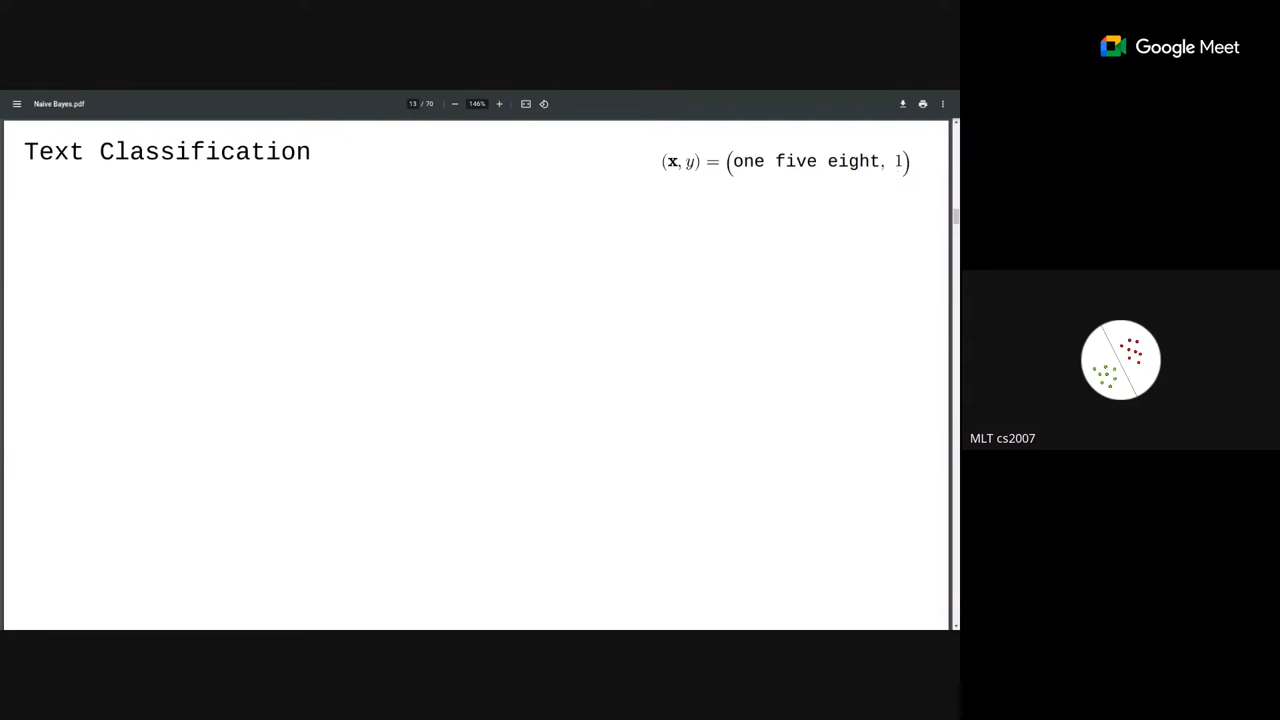 Google Meet
Naive Bayes.pdf
13 / 70
146%
Text Classification
(x, y) = (one five eight, 1)
MLT cs2007